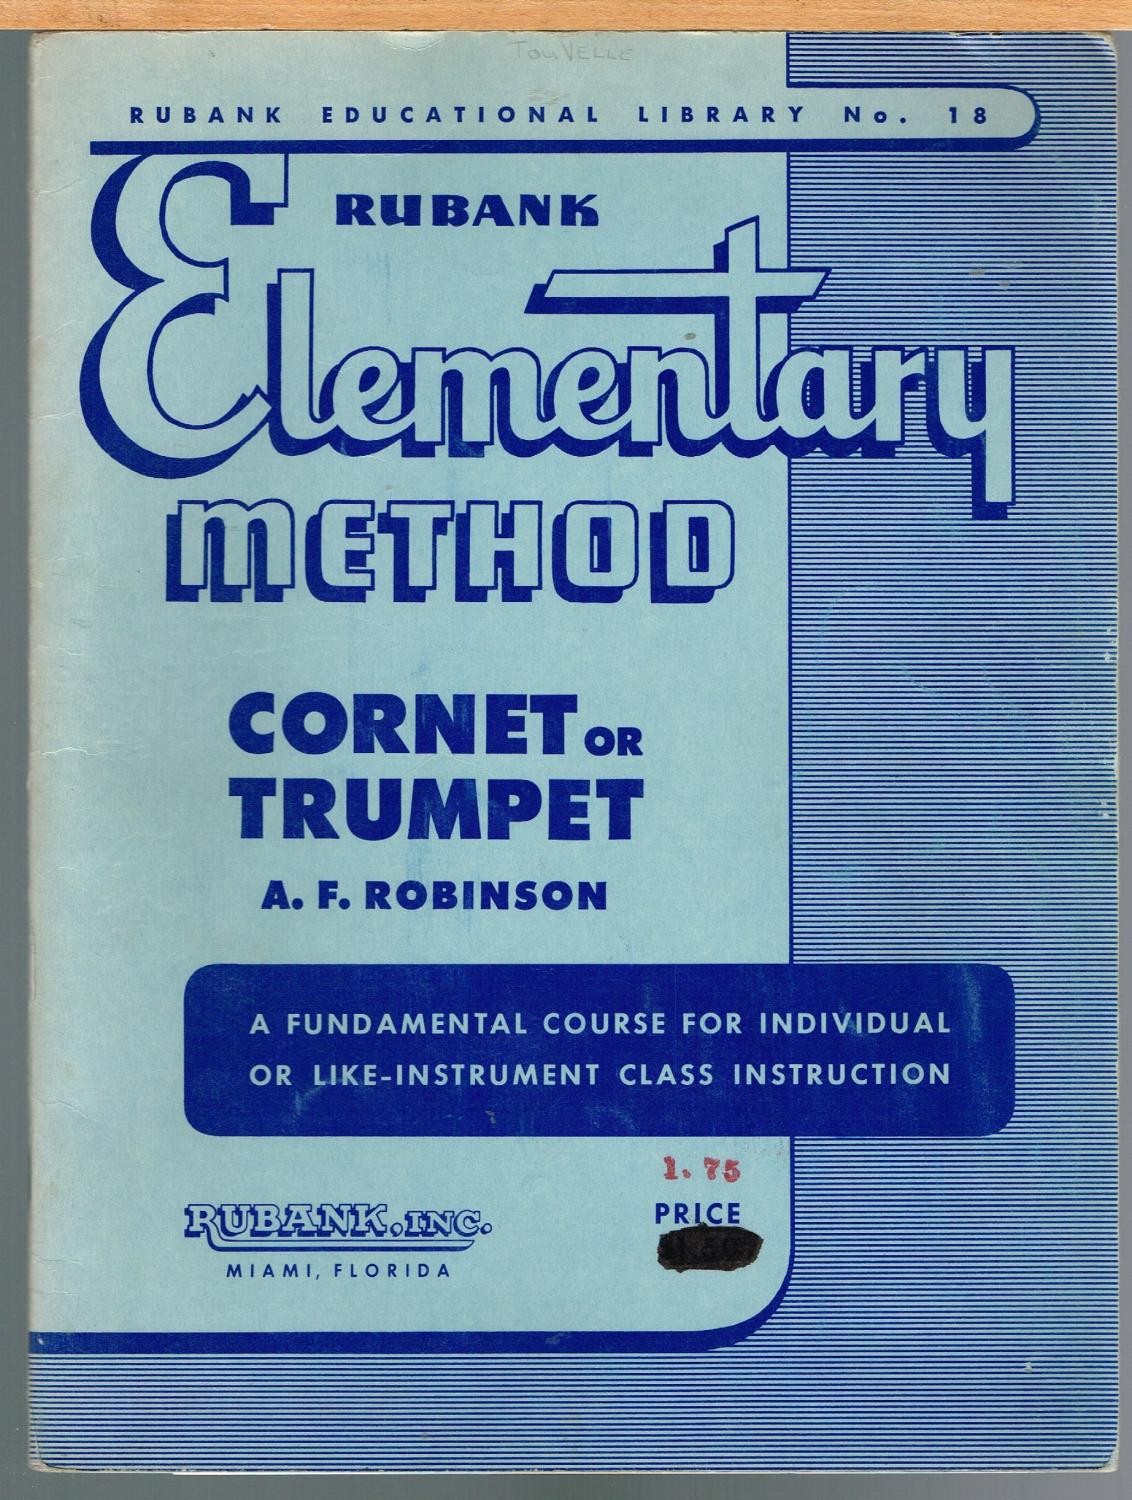 TouVELLE
RUBANK EDUCATIONAL LIBRARY No. 18
RUBANK
Elementary
METHOD
CORNET OR
TRUMPET
A. F. ROBINSON
A FUNDAMENTAL COURSE FOR INDIVIDUAL
OR LIKE-INSTRUMENT CLASS INSTRUCTION
1.75
PRICE
RUBANK, INC.
MIAMI, FLORIDA